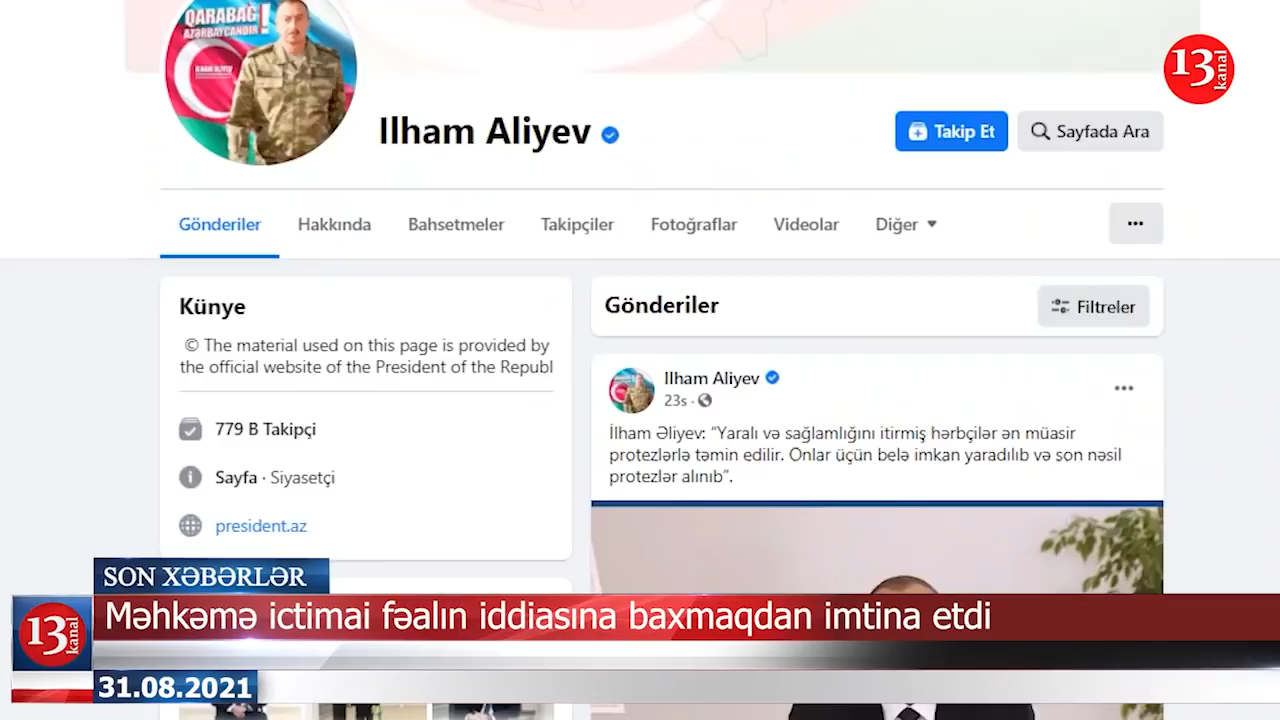 QARABAĞ
AZƏRBAYCANDIR!
13 kanal
Ilham Aliyev
Takip Et
Sayfada Ara
Gönderiler
Hakkında
Bahsetmeler
Takipçiler
Fotoğraflar
Videolar
Diğer
Künye
© The material used on this page is provided by
the official website of the President of the Republ
779 B Takipçi
Sayfa · Siyasetçi
president.az
Gönderiler
Filtreler
Ilham Aliyev
23s ·
İlham Əliyev: “Yaralı və sağlamlığını itirmiş hərbçilər ən müasir
protezlərlə təmin edilir. Onlar üçün belə imkan yaradılıb və son nəsil
protezlər alınıb”.
SON XƏBƏRLƏR
13 kanal
Məhkəmə ictimai fəalın iddiasına baxmaqdan imtina etdi
31.08.2021